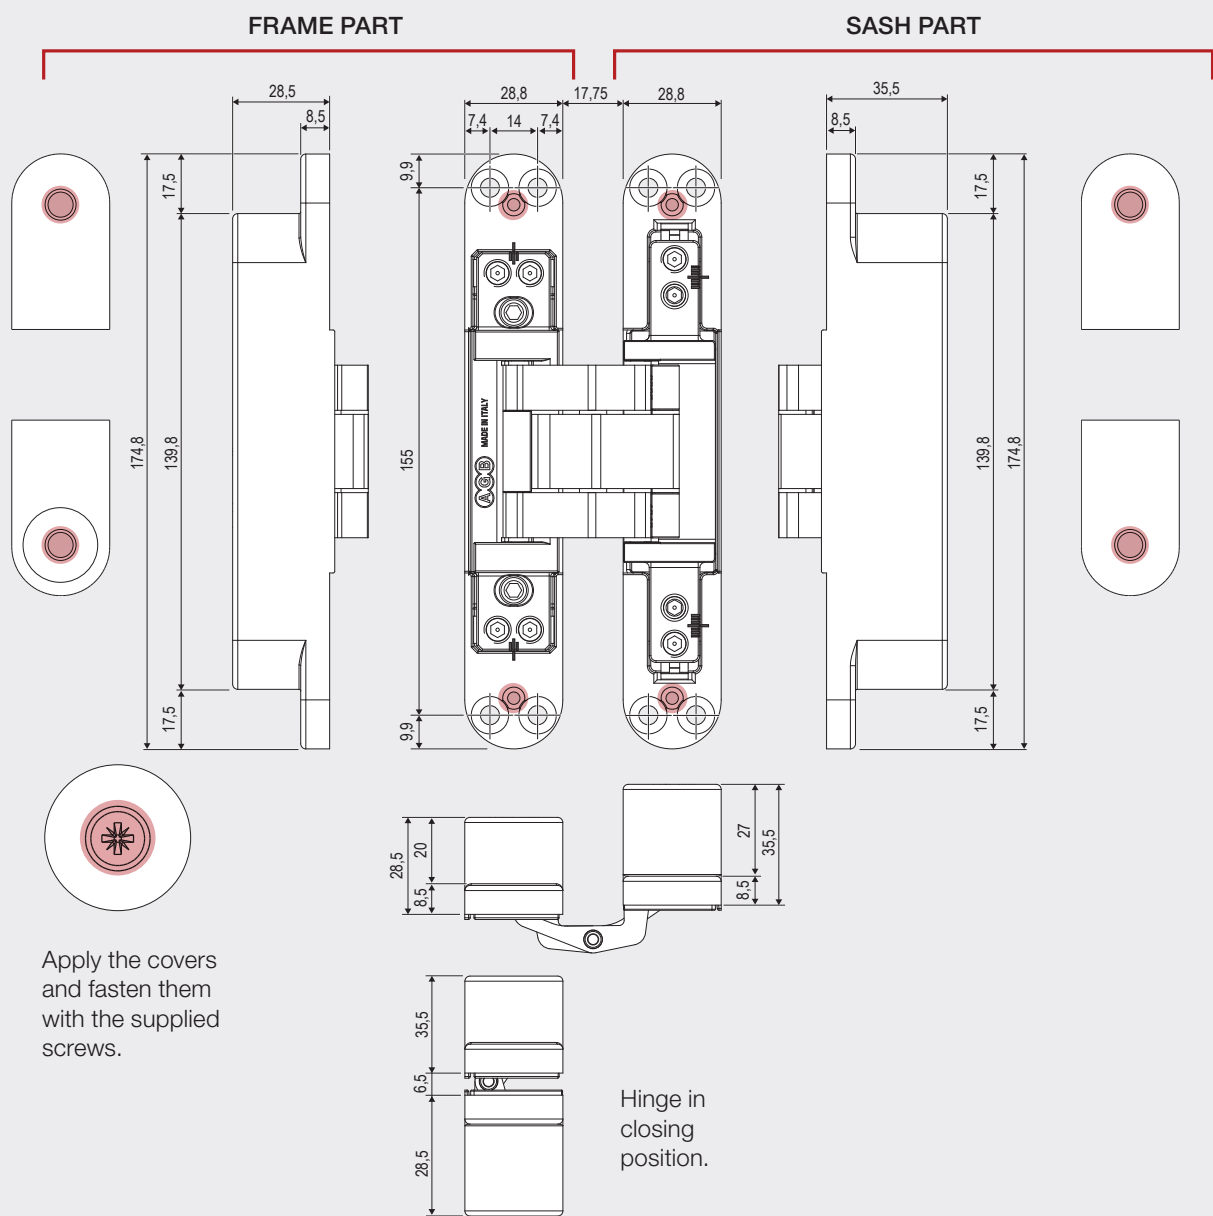 FRAME PART
SASH PART
28,5
8,5
28,8
17,75
28,8
7,4
14
7,4
35,5
8,5
17,5
9,9
17,5
174,8
139,8
155
MADE IN ITALY
AGB
139,8
174,8
17,5
9,9
17,5
28,5
20
8,5
27
35,5
8,5
Apply the covers
and fasten them
with the supplied
screws.
35,5
6,5
28,5
Hinge in
closing
position.